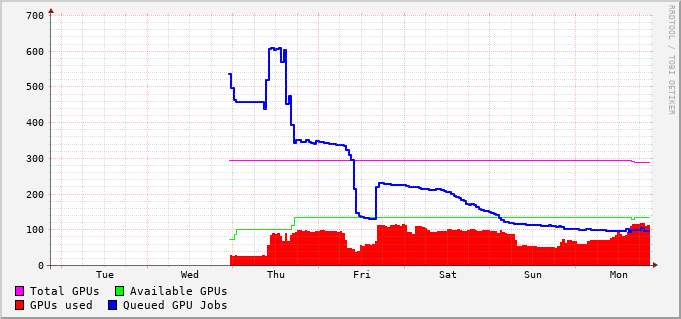 700
600
500
400
300
200
100
0
Tue Wed Thu Fri Sat Sun Mon
Total GPUs Available GPUs
GPUs used Queued GPU Jobs
RRDTOOL / TOBI OETIKER